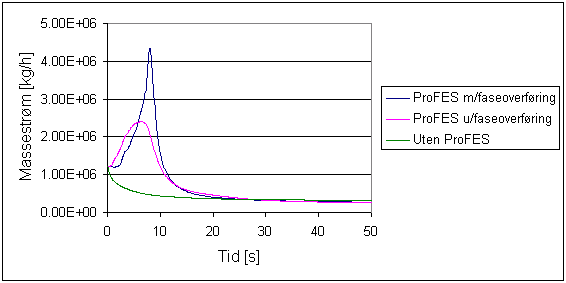 5.00E+06
4.00E+06
3.00E+06
2.00E+06
1.00E+06
0.00E+00
Massestrøm [kg/h]
0 10 20 30 40 50
Tid [s]
ProFES m/faseoverføring
ProFES u/faseoverføring
Uten ProFES